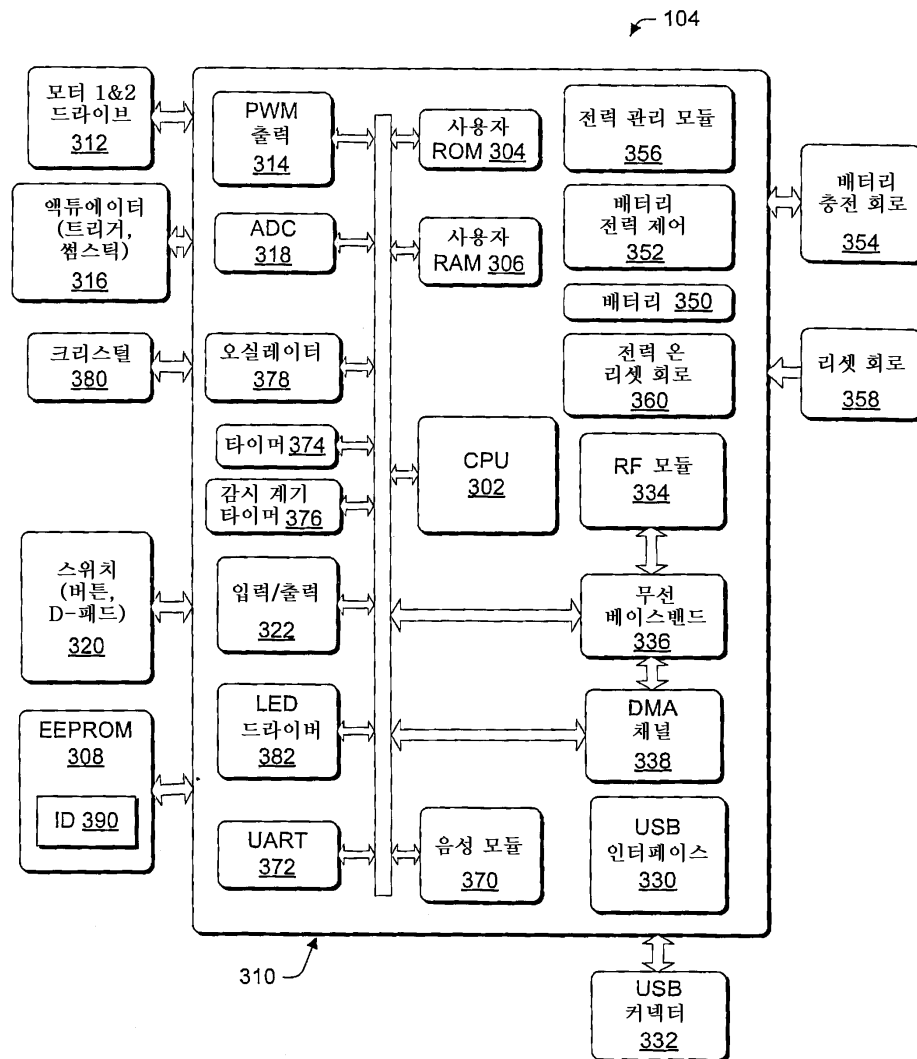 104
모터 1&2
드라이브
312
액튜에이터
(트리거,
썸스틱)
316
크리스털
380
스위치
(버튼,
D-패드)
320
EEPROM
308
ID 390
PWM
출력
314
ADC
318
오실레이터
378
타이머 374
감시 계기
타이머 376
입력/출력
322
LED
드라이버
382
UART
372
사용자
ROM 304
사용자
RAM 306
CPU
302
음성 모듈
370
전력 관리 모듈
356
배터리
전력 제어
352
배터리 350
전력 온
리셋 회로
360
RF 모듈
334
무선
베이스밴드
336
DMA
채널
338
USB
인터페이스
330
배터리
충전 회로
354
리셋 회로
358
310
USB
커넥터
332